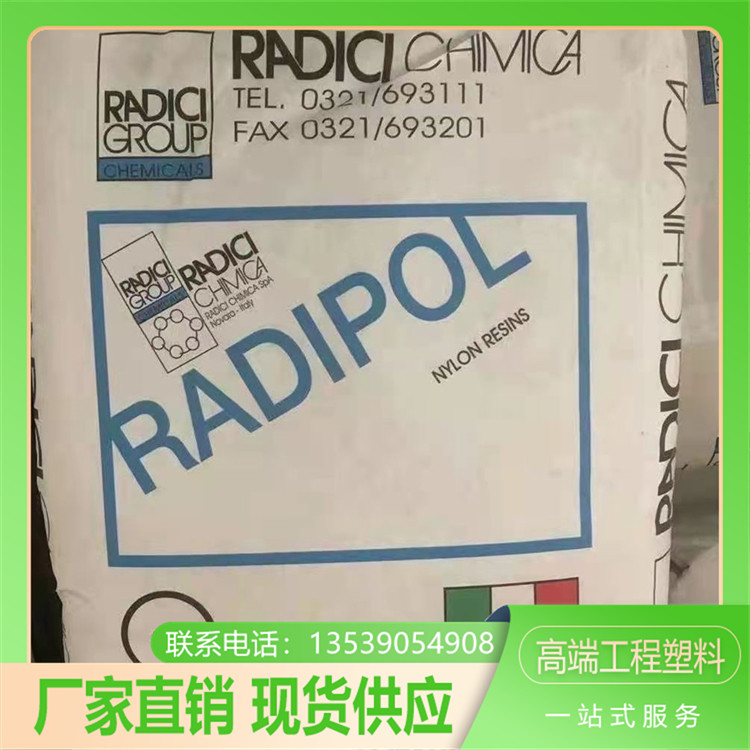 RADICI
GROUP
CHEMICALS
RADICI CHIMICA
TEL. 0321/693111
FAX 0321/693201
RADICI
GROUP
RADICI
CHIMICA
RADICI CHIMICA SpA
Novara - Italy
RADIPOL
NYLON RESINS
RADICI CHIMICA
联系电话：13539054908
厂家直销 现货供应
高端工程塑料
一站式服务